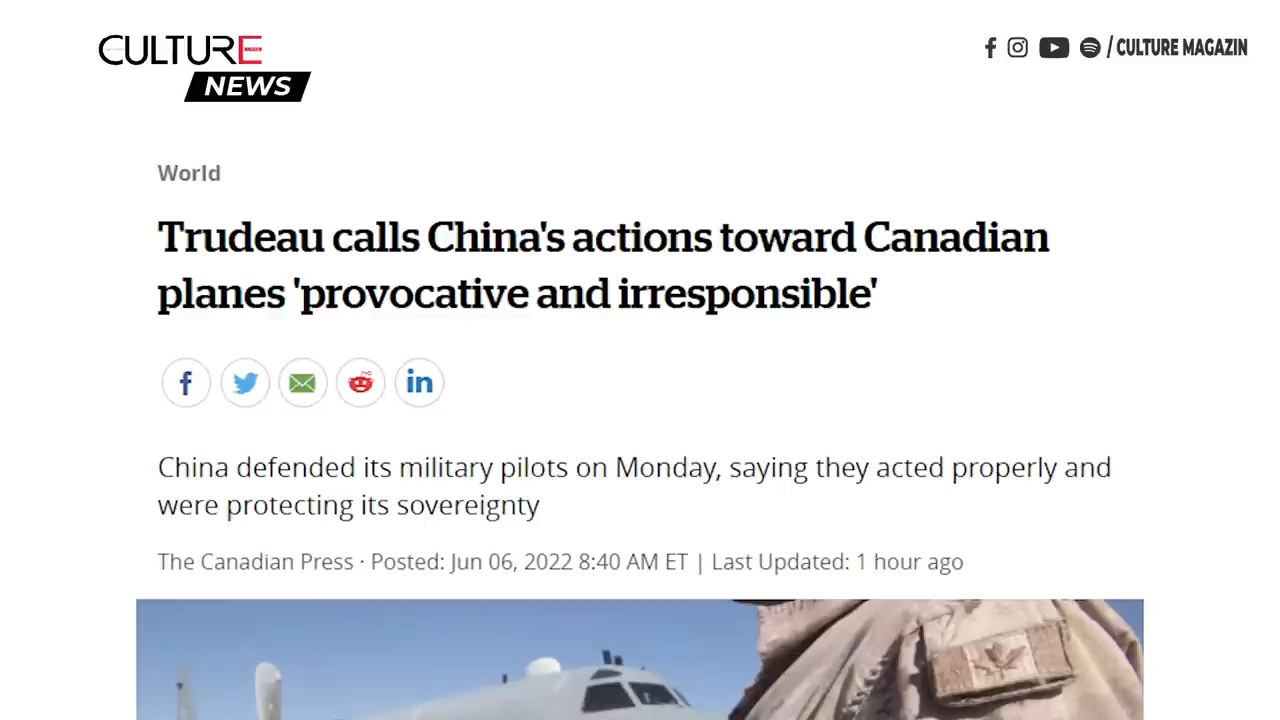 CULTURE
NEWS
/ CULTURE MAGAZIN
World
Trudeau calls China's actions toward Canadian
planes 'provocative and irresponsible'
China defended its military pilots on Monday, saying they acted properly and
were protecting its sovereignty
The Canadian Press · Posted: Jun 06, 2022 8:40 AM ET | Last Updated: 1 hour ago